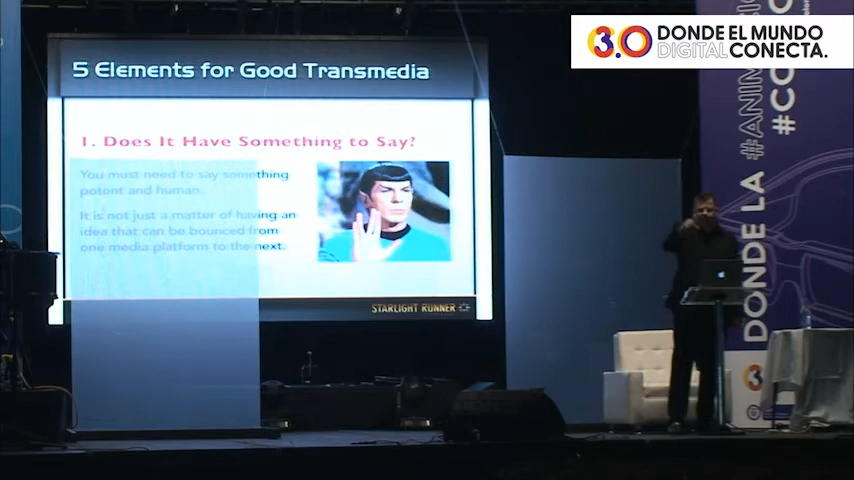 3.0 DONDE EL MUNDO
DIGITAL CONECTA.
5 Elements for Good Transmedia
1. Does It Have Something to Say?
You must need to say something
potent and human.
It is not just a matter of having an
idea that can be bounced from
one media platform to the next.
STARLIGHT RUNNER
DONDE LA #ANIM
#CO
3.0